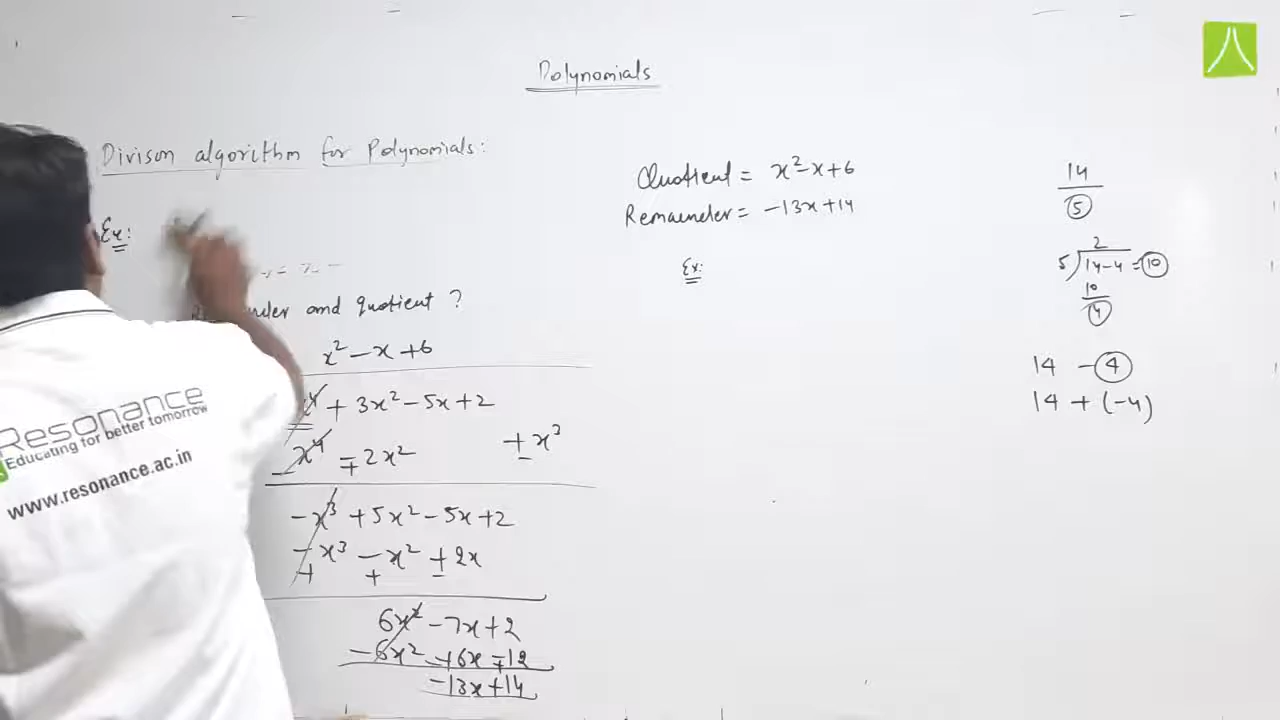 Polynomials
Divison algorithm for Polynomials:
Ex:
and quotient ?
x² - x + 6
+ 3x² - 5x + 2
x⁴ 2x² + x³
-x³ + 5x² - 5x + 2
-x³ - x² + 2x
6x² - 7x + 2
6x² 6x 12
-13x + 14
Quotient = x² - x + 6
Remainder = -13x + 14
Ex:
14
5
2
5 ) 14 - 4 = 10
10
4
14 - 4
14 + (-4)
Resonance
Educating for better tomorrow
www.resonance.ac.in